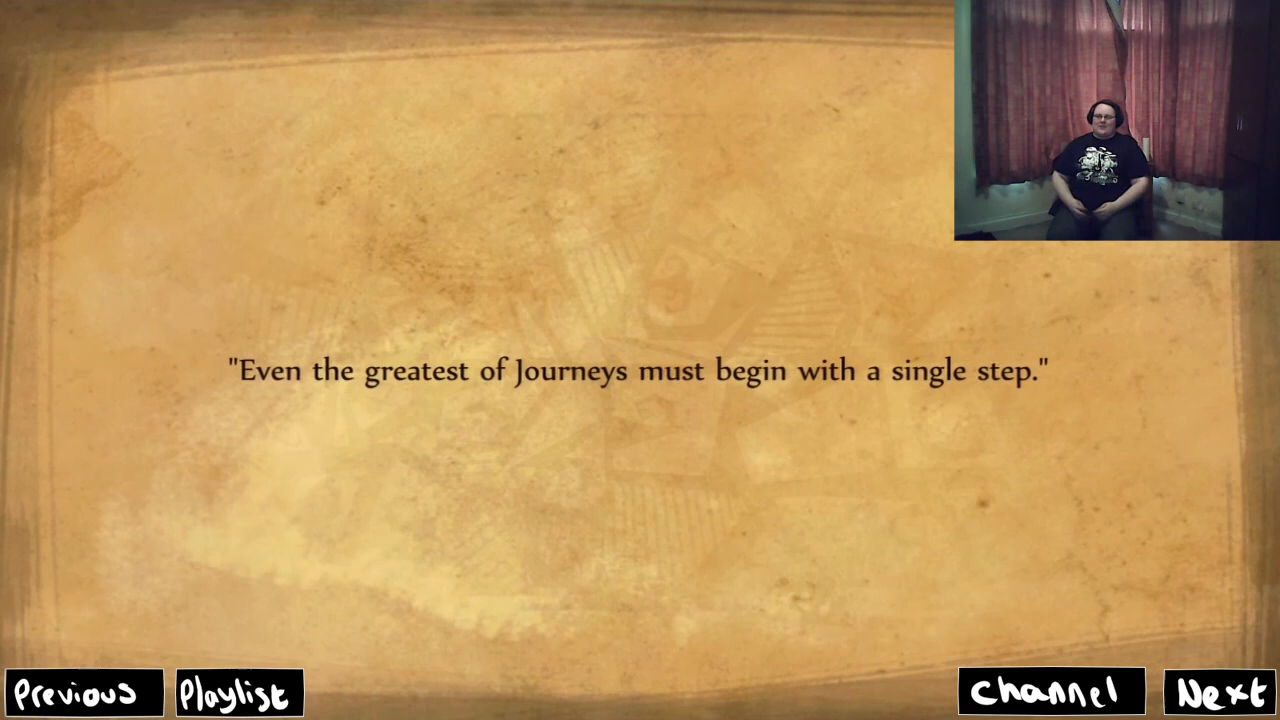 "Even the greatest of Journeys must begin with a single step."
Previous
Playlist
Channel
Next